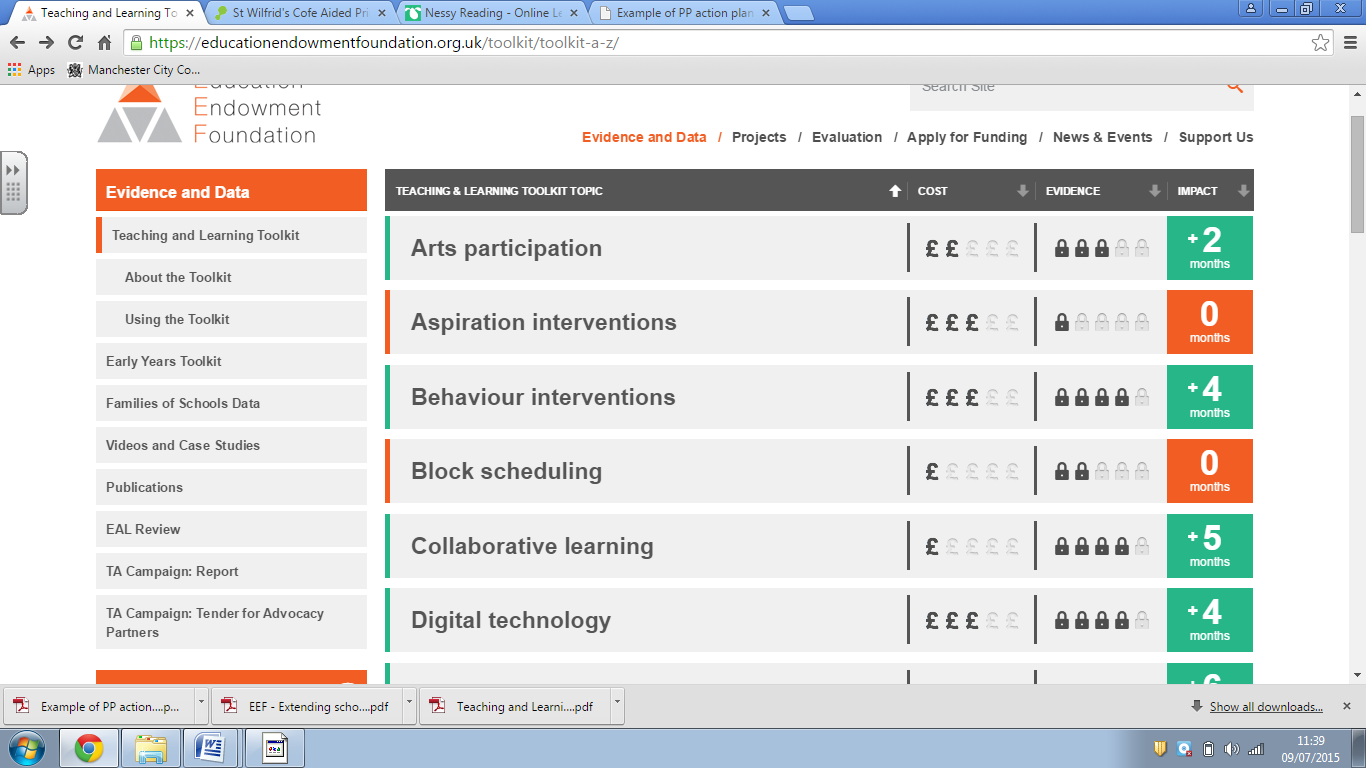 Teaching and Learning To
St Wilfrid's Cofe Aided Pri
Nessy Reading - Online Le
Example of PP action plan
https://educationendowmentfoundation.org.uk/toolkit/toolkit-a-z/
Apps Manchester City Co...
Education
Endowment
Foundation
Search Site
Evidence and Data / Projects / Evaluation / Apply for Funding / News & Events / Support Us
Evidence and Data
Teaching and Learning Toolkit
About the Toolkit
Using the Toolkit
Early Years Toolkit
Families of Schools Data
Videos and Case Studies
Publications
EAL Review
TA Campaign: Report
TA Campaign: Tender for Advocacy
Partners
TEACHING & LEARNING TOOLKIT TOPIC COST EVIDENCE IMPACT
Arts participation £ £ £ £ £ +2
months
Aspiration interventions £ £ £ £ £ 0
months
Behaviour interventions £ £ £ £ £ +4
months
Block scheduling £ £ £ £ £ 0
months
Collaborative learning £ £ £ £ £ +5
months
Digital technology £ £ £ £ £ +4
months
Example of PP action....p...
EEF - Extending scho....pdf
Teaching and Learni....pdf
Show all downloads...
11:39
09/07/2015